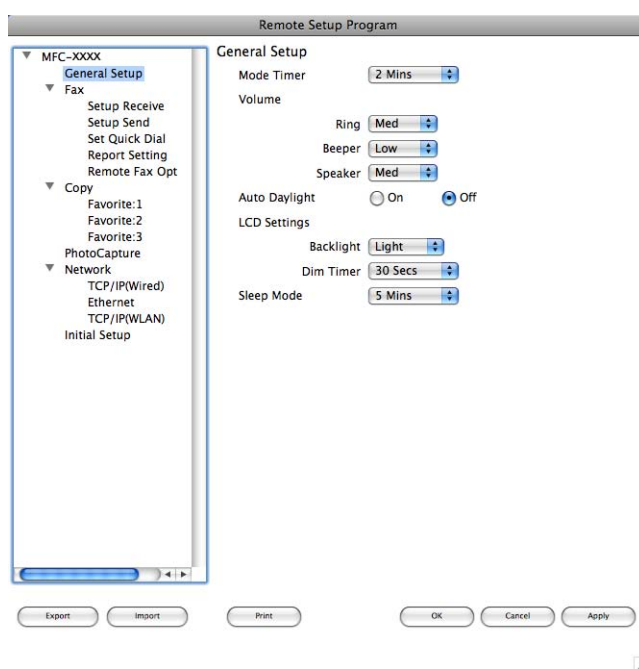 Remote Setup Program
MFC-XXXX
General Setup
Fax
Setup Receive
Setup Send
Set Quick Dial
Report Setting
Remote Fax Opt
Copy
Favorite:1
Favorite:2
Favorite:3
PhotoCapture
Network
TCP/IP(Wired)
Ethernet
TCP/IP(WLAN)
Initial Setup
General Setup
Mode Timer 2 Mins
Volume
Ring Med
Beeper Low
Speaker Med
Auto Daylight On Off
LCD Settings
Backlight Light
Dim Timer 30 Secs
Sleep Mode 5 Mins
Export Import Print OK Cancel Apply